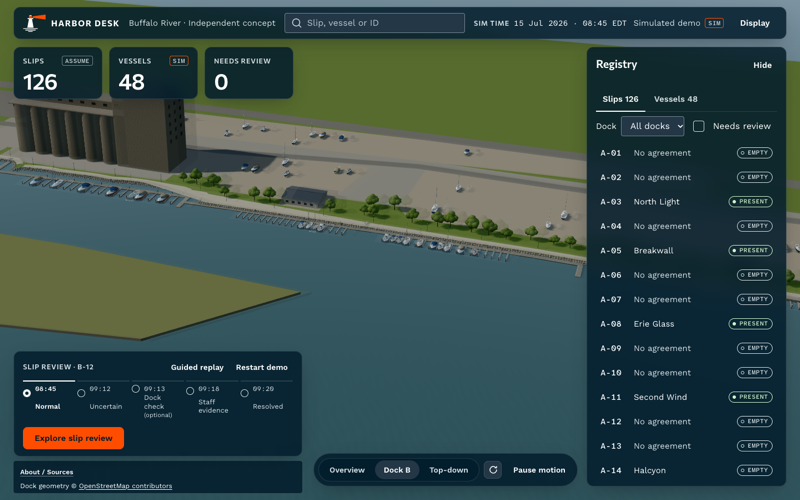 HARBOR DESK
Buffalo River · Independent concept
Slip, vessel or ID
SIM TIME 15 Jul 2026 · 08:45 EDT
Simulated demo SIM
Display
SLIPS ASSUME
126
VESSELS SIM
48
NEEDS REVIEW
0
Registry
Hide
Slips 126
Vessels 48
Dock All docks
Needs review
A-01 No agreement EMPTY
A-02 No agreement EMPTY
A-03 North Light PRESENT
A-04 No agreement EMPTY
A-05 Breakwall PRESENT
A-06 No agreement EMPTY
A-07 No agreement EMPTY
A-08 Erie Glass PRESENT
A-09 No agreement EMPTY
A-10 No agreement EMPTY
A-11 Second Wind PRESENT
A-12 No agreement EMPTY
A-13 No agreement EMPTY
A-14 Halcyon EMPTY
SLIP REVIEW · B-12
Guided replay
Restart demo
08:45
Normal
09:12
Uncertain
09:13
Dock
check
(optional)
09:18
Staff
evidence
09:20
Resolved
Explore slip review
About / Sources
Dock geometry © OpenStreetMap contributors
Overview
Dock B
Top-down
Pause motion